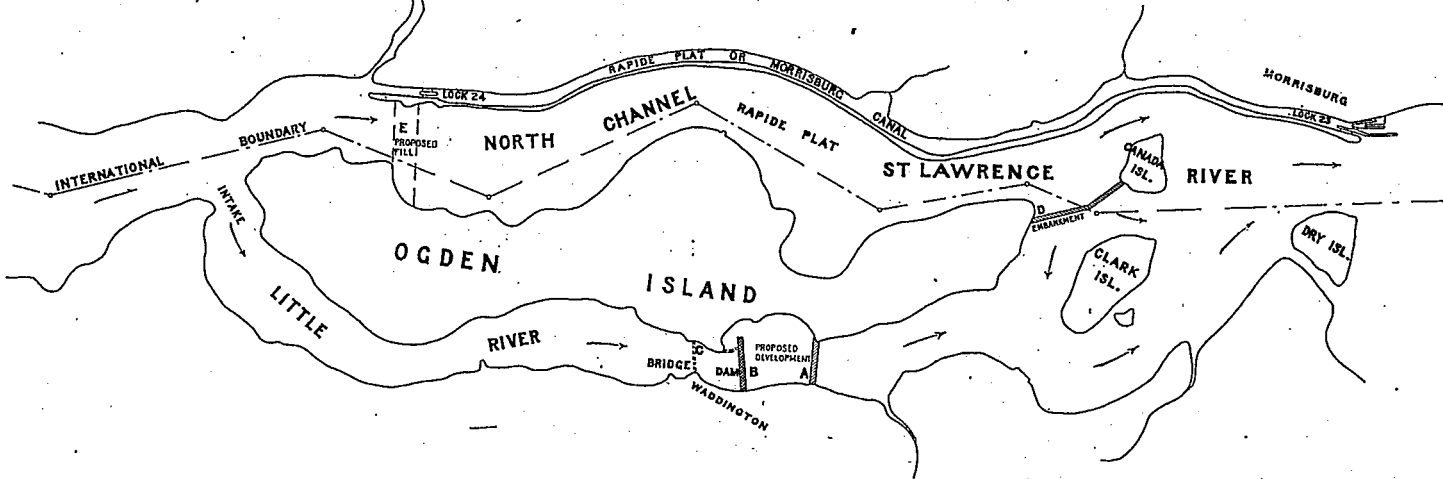 RAPIDE PLAT OR MORRISBURG CANAL
MORRISBURG
LOCK 24
LOCK 23
INTERNATIONAL BOUNDARY
E
PROPOSED
FILL
NORTH CHANNEL
RAPIDE PLAT
ST LAWRENCE RIVER
CANADA
ISL.
INTAKE
D
EMBANKMENT
DRY ISL.
OGDEN ISLAND
CLARK
ISL.
LITTLE RIVER
BRIDGE
C
DAM
B
PROPOSED
DEVELOPMENT
A
WADDINGTON